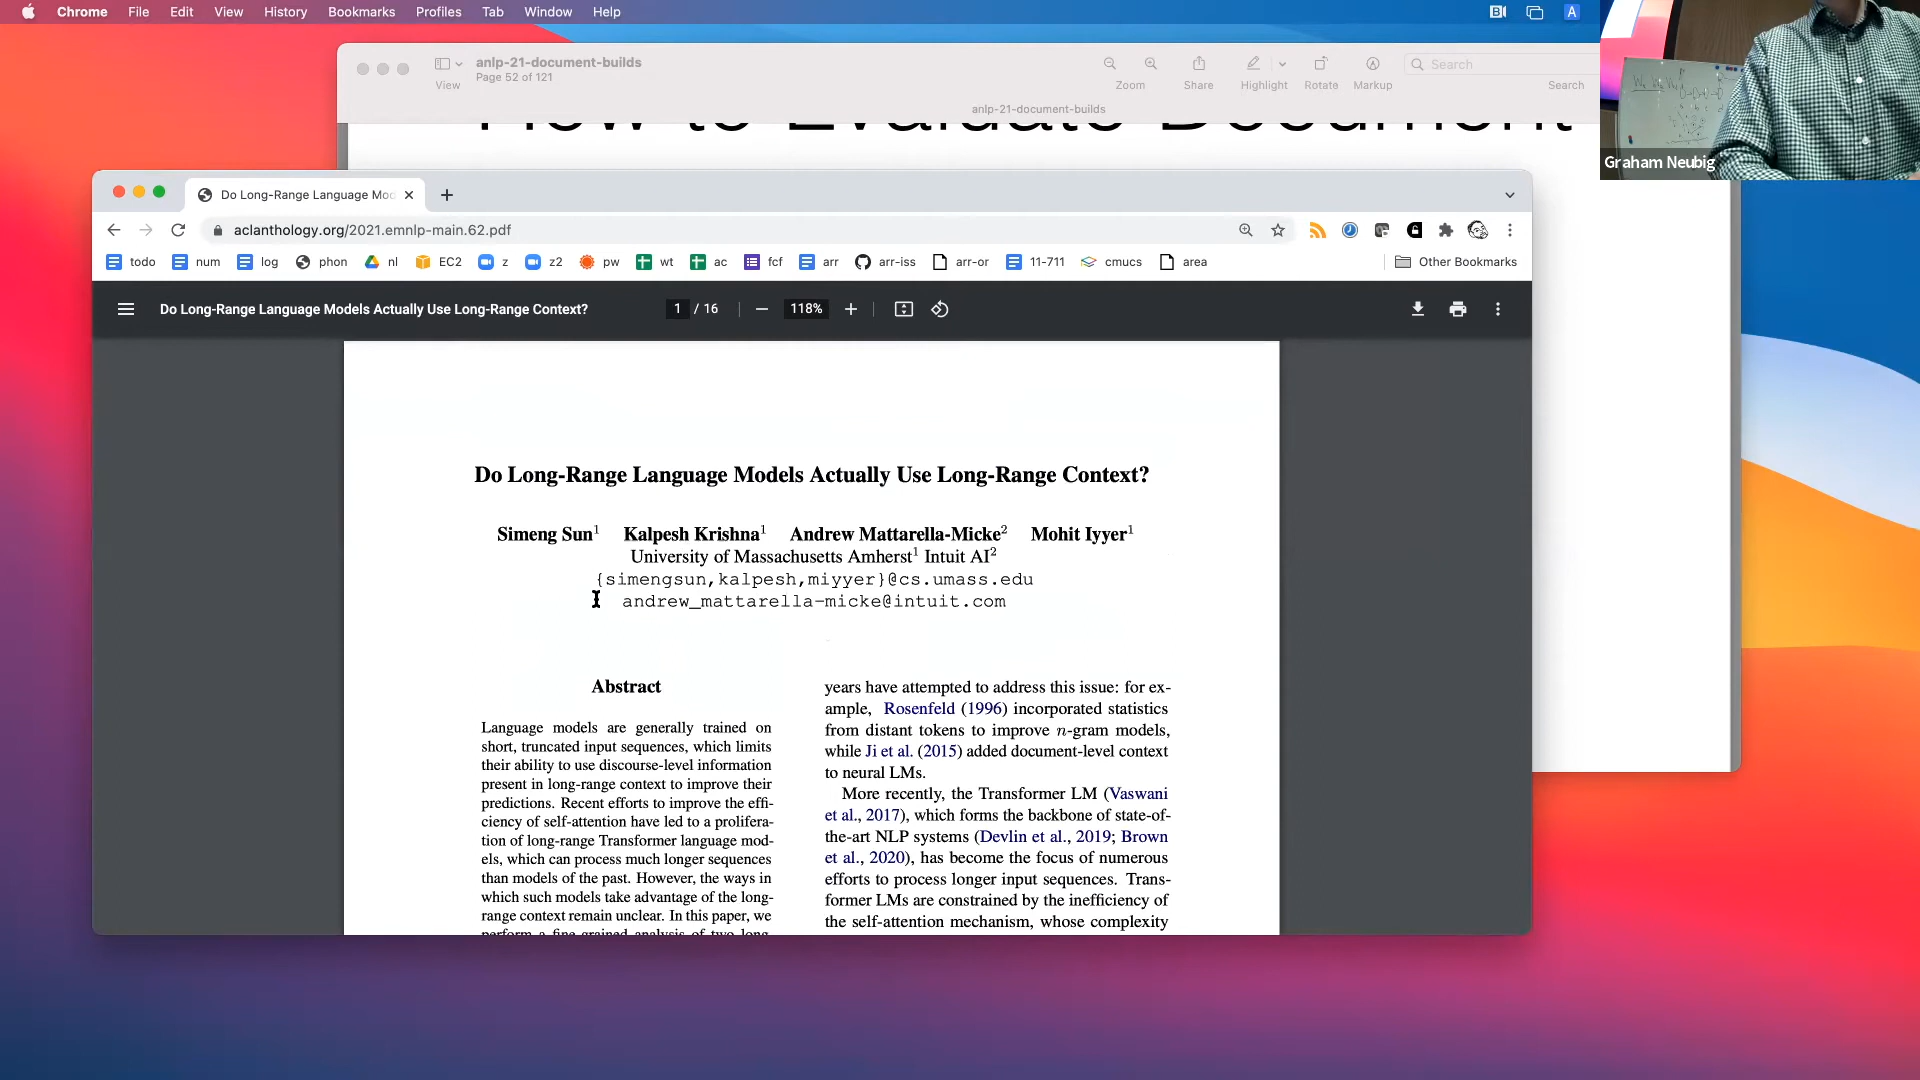 Chrome File Edit View History Bookmarks Profiles Tab Window Help
A
anlp-21-document-builds
Page 52 of 121
View
Zoom Share Highlight Rotate Markup
Search
Search
anlp-21-document-builds
How to Evaluate Document
Graham Neubig
Do Long-Range Language Mod
aclanthology.org/2021.emnlp-main.62.pdf
todo num log phon nl EC2 z z2 pw wt ac fcf arr arr-iss arr-or 11-711 cmucs area Other Bookmarks
Do Long-Range Language Models Actually Use Long-Range Context? 1 / 16 118%
Do Long-Range Language Models Actually Use Long-Range Context?
Simeng Sun1 Kalpesh Krishna1 Andrew Mattarella-Micke2 Mohit Iyyer1
University of Massachusetts Amherst1 Intuit AI2
{simengsun,kalpesh,miyyer}@cs.umass.edu
andrew_mattarella-micke@intuit.com
Abstract
Language models are generally trained on
short, truncated input sequences, which limits
their ability to use discourse-level information
present in long-range context to improve their
predictions. Recent efforts to improve the effi-
ciency of self-attention have led to a prolifera-
tion of long-range Transformer language mod-
els, which can process much longer sequences
than models of the past. However, the ways in
which such models take advantage of the long-
range context remain unclear. In this paper, we
perform a fine-grained analysis of two long-
years have attempted to address this issue: for ex-
ample, Rosenfeld (1996) incorporated statistics
from distant tokens to improve n-gram models,
while Ji et al. (2015) added document-level context
to neural LMs.
More recently, the Transformer LM (Vaswani
et al., 2017), which forms the backbone of state-of-
the-art NLP systems (Devlin et al., 2019; Brown
et al., 2020), has become the focus of numerous
efforts to process longer input sequences. Trans-
former LMs are constrained by the inefficiency of
the self-attention mechanism, whose complexity